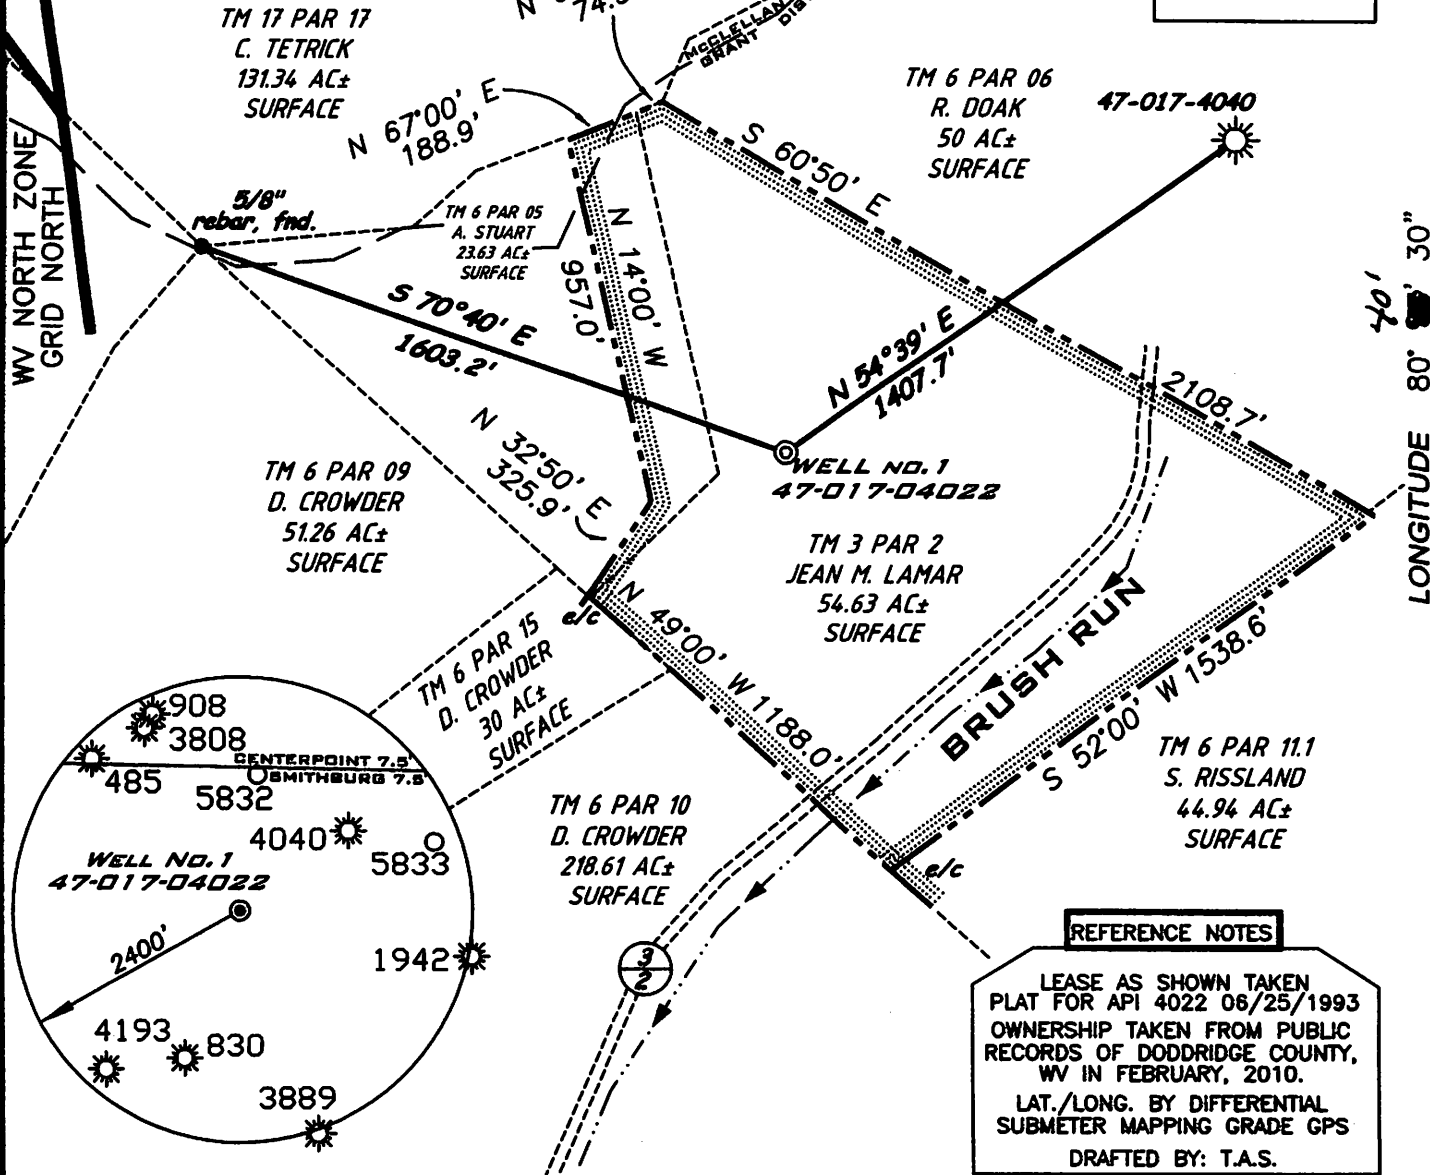 TM 17 PAR 17
C. TETRICK
131.34 AC±
SURFACE
McCLELLAN
GRANT
TM 6 PAR 06
R. DOAK
50 AC±
SURFACE
47-017-4040
N 67°00' E
188.9'
S 60°50' E
2108.7'
WV NORTH ZONE
GRID NORTH
5/8"
rebar, fnd.
TM 6 PAR 05
A. STUART
23.63 AC±
SURFACE
N 14°00' W
957.0'
S 70°40' E
1603.2'
N 54°39' E
1407.7'
40'
LONGITUDE 80° 30"
N 32°50' E
325.9'
WELL NO. 1
47-017-04022
TM 6 PAR 09
D. CROWDER
51.26 AC±
SURFACE
TM 3 PAR 2
JEAN M. LAMAR
54.63 AC±
SURFACE
e/c
N 49°00' W 1188.0'
BRUSH RUN
S 52°00' W 1538.6'
TM 6 PAR 15
D. CROWDER
30 AC±
SURFACE
TM 6 PAR 11.1
S. RISSLAND
44.94 AC±
SURFACE
TM 6 PAR 10
D. CROWDER
218.61 AC±
SURFACE
e/c
3
2
908
3808
485
CENTERPOINT 7.5'
SMITHBURG 7.5'
5832
4040
5833
WELL NO. 1
47-017-04022
2400'
1942
4193
830
3889
REFERENCE NOTES
LEASE AS SHOWN TAKEN
PLAT FOR API 4022 06/25/1993
OWNERSHIP TAKEN FROM PUBLIC
RECORDS OF DODDRIDGE COUNTY,
WV IN FEBRUARY, 2010.
LAT./LONG. BY DIFFERENTIAL
SUBMETER MAPPING GRADE GPS
DRAFTED BY: T.A.S.